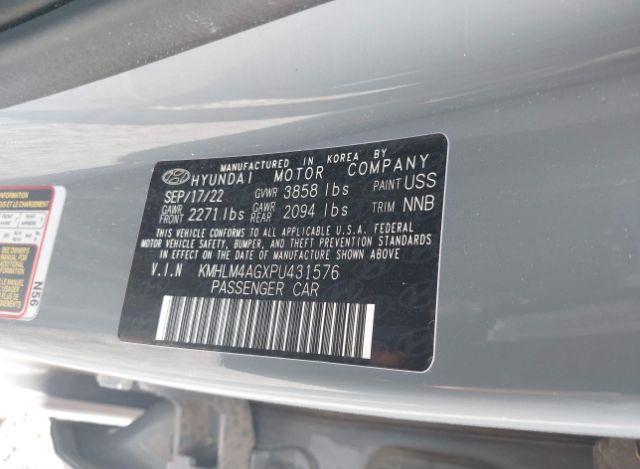 MANUFACTURED IN KOREA BY
HYUNDAI MOTOR COMPANY
SEP/17/22 GVWR 3858 lbs PAINT USS
GAWR FRONT 2271 lbs GAWR REAR 2094 lbs TRIM NNB
THIS VEHICLE CONFORMS TO ALL APPLICABLE U.S.A. FEDERAL
MOTOR VEHICLE SAFETY, BUMPER, AND THEFT PREVENTION
STANDARDS IN EFFECT ON THE DATE OF MANUFACTURE SHOWN ABOVE.
V.I.N KMHLM4AGXPU431576
PASSENGER CAR
N56